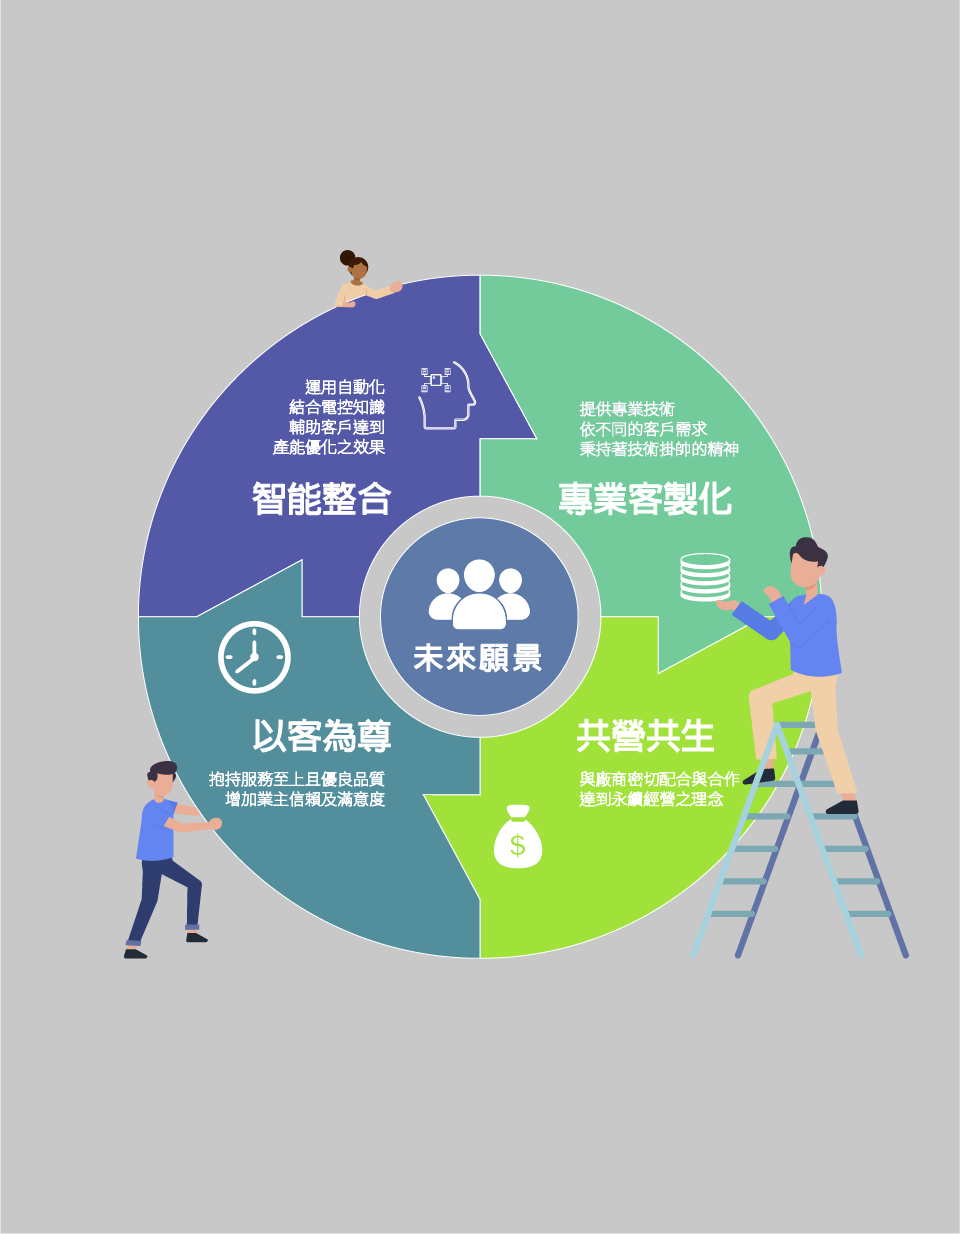 運用自動化
結合電控知識
輔助客戶達到
產能優化之效果
智能整合
提供專業技術
依不同的客戶需求
秉持著技術掛帥的精神
專業客製化
未來願景
以客為尊
抱持服務至上且優良品質
增加業主信賴及滿意度
共營共生
與廠商密切配合與合作
達到永續經營之理念
$